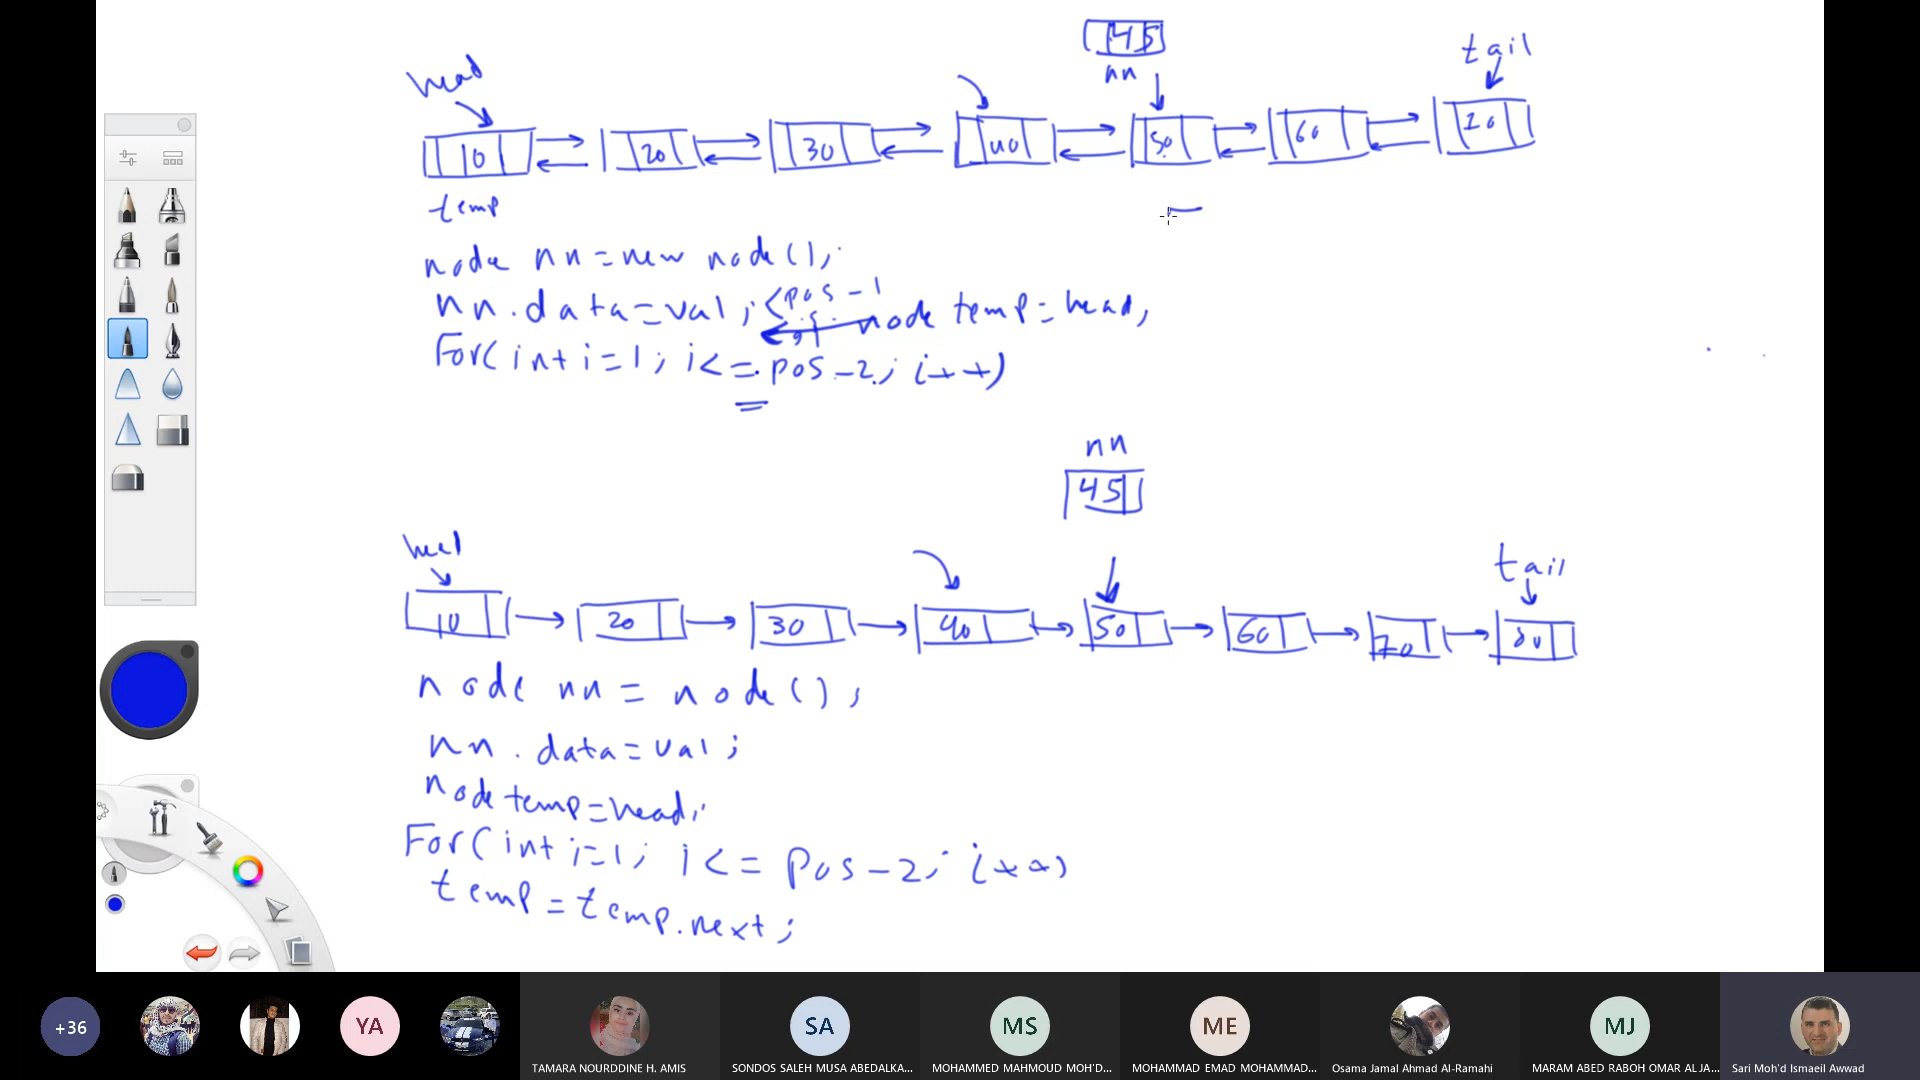 45
nn
head
tail
10 20 30 40 50 60 70
temp
node nn = new node();
nn.data = val; <pos-1 node temp = head;
For(int i=1; i<= pos-2; i++)
nn
45
head
tail
10 20 30 40 50 60 70 80
node nn = node();
nn.data = val;
node temp = head;
For(int i=1; i<= pos-2; i++)
temp = temp.next;
+36
YA
SA
MS
ME
MJ
TAMARA NOURDDINE H. AMIS
SONDOS SALEH MUSA ABEDALKA...
MOHAMMED MAHMOUD MOH'D...
MOHAMMAD EMAD MOHAMMAD...
Osama Jamal Ahmad Al-Ramahi
MARAM ABED RABOH OMAR AL JA...
Sari Moh'd Ismaeil Awwad